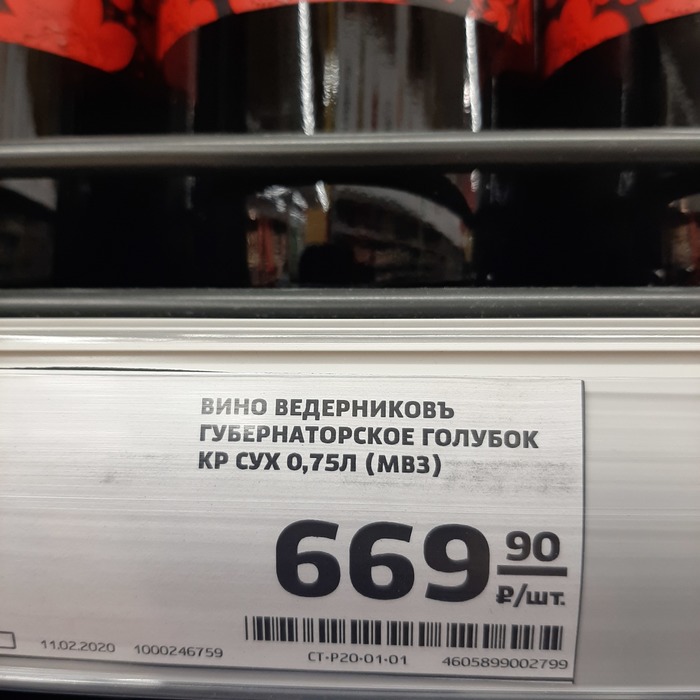 ВИНО ВЕДЕРНИКОВЪ
ГУБЕРНАТОРСКОЕ ГОЛУБОК
КР СУХ 0,75Л (МВЗ)
669 90
₽/шт.
11.02.2020 1000246759 СТ-Р20-01-01 4605899002799